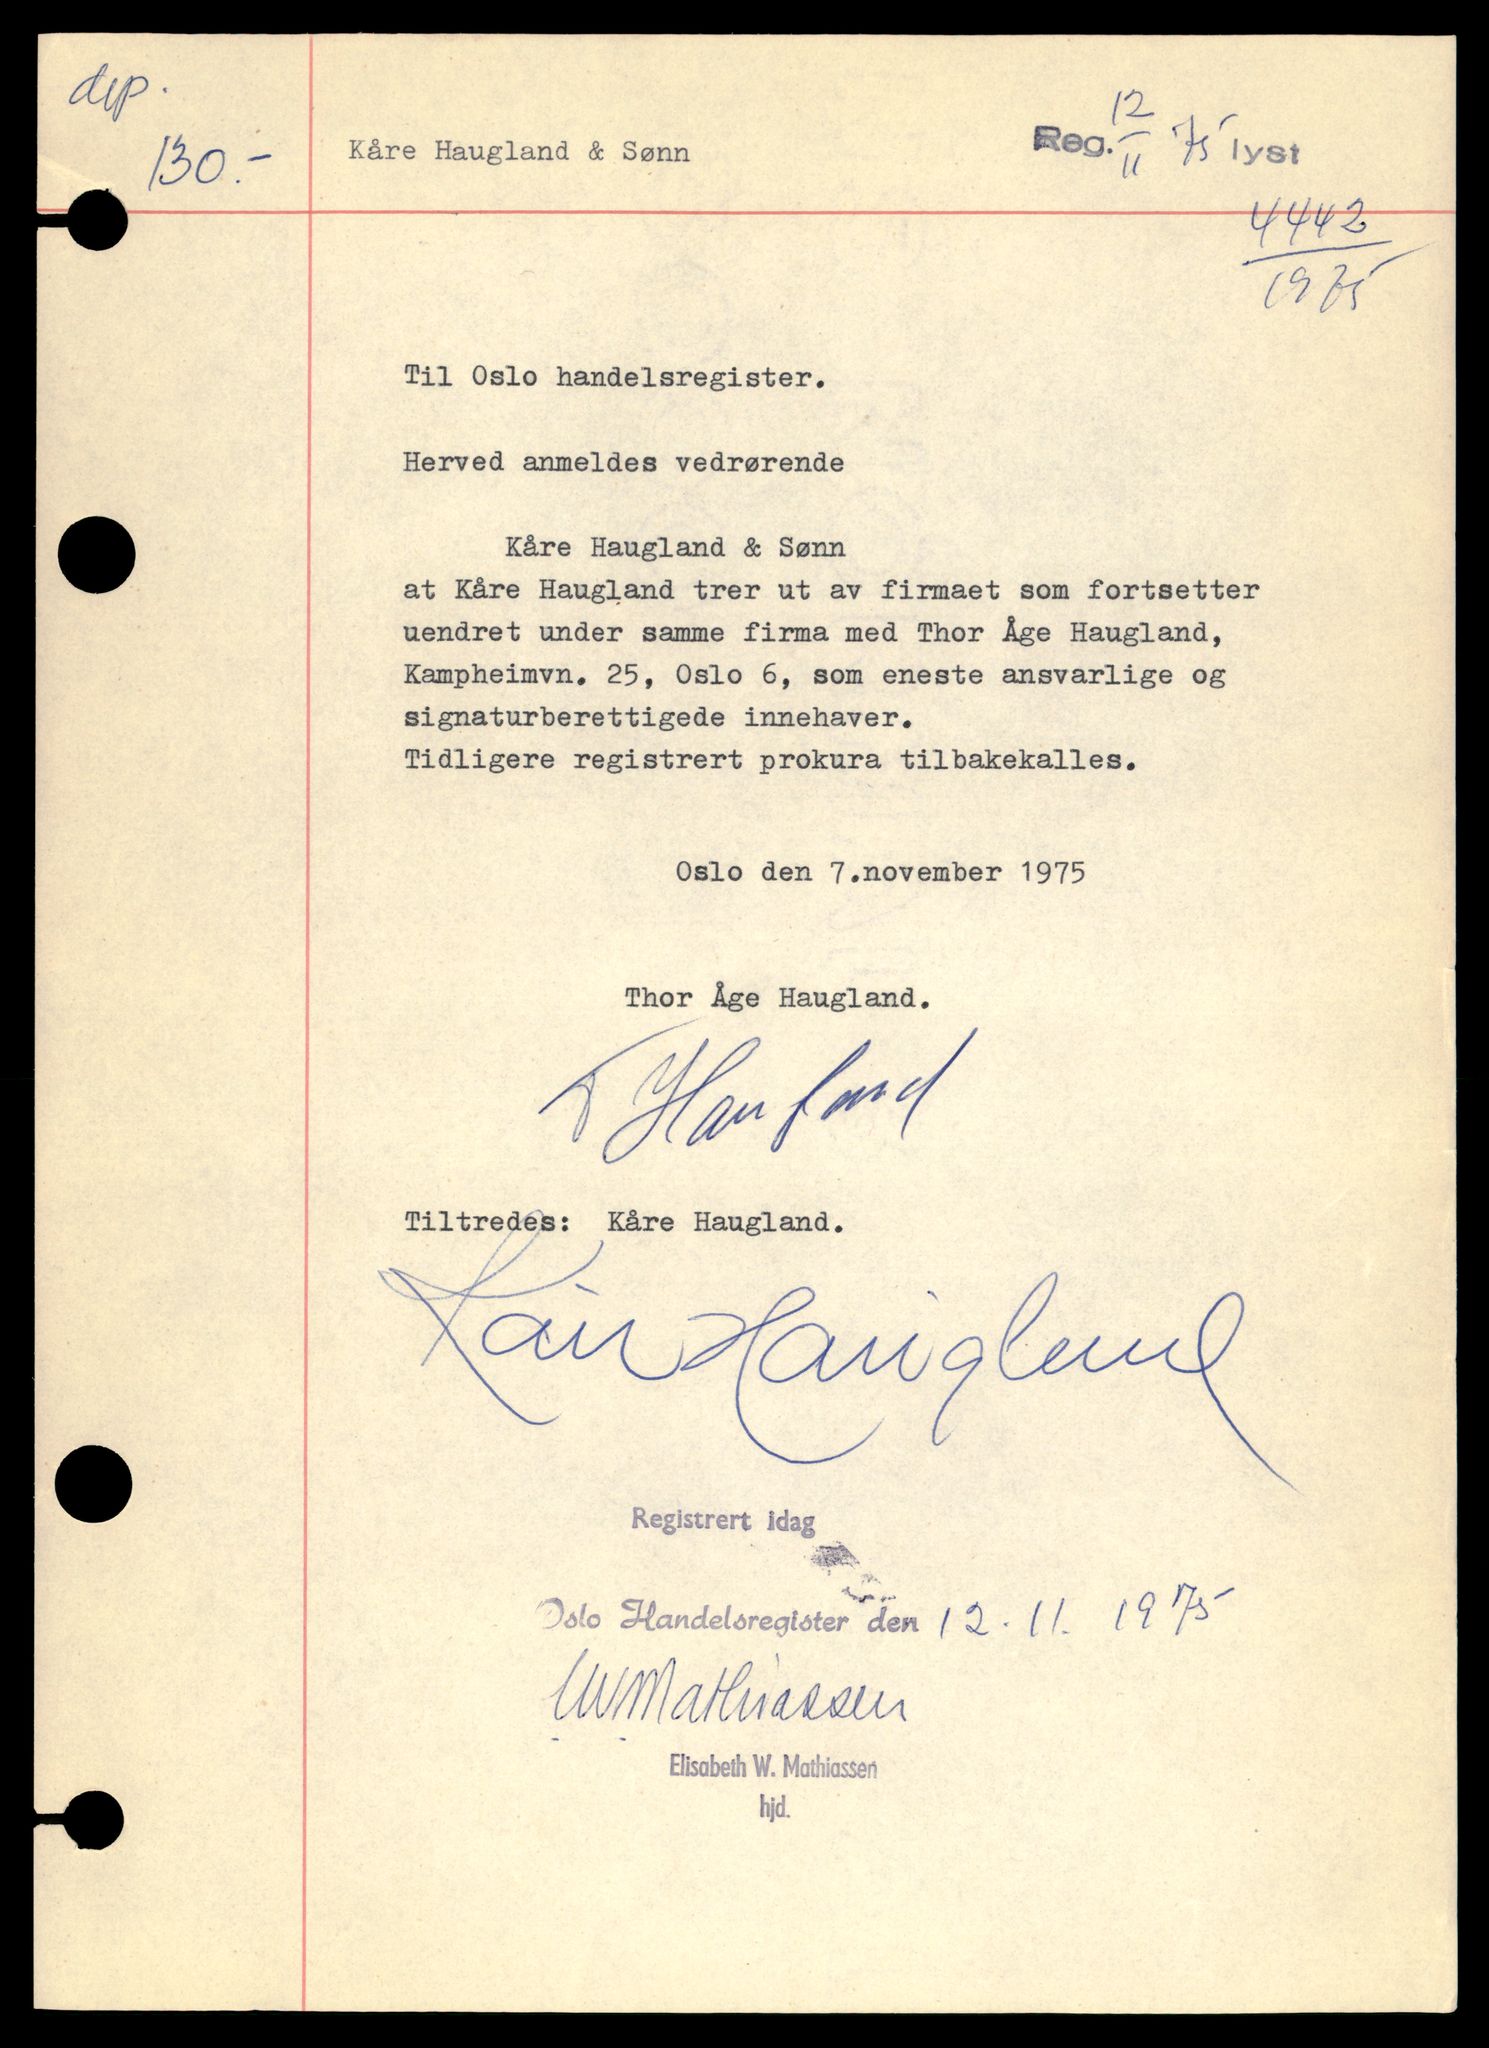 dep.
130.-
Kåre Haugland & Sønn
Reg. 12/11 75 lyst
4442
1975
Til Oslo handelsregister.
Herved anmeldes vedrørende
Kåre Haugland & Sønn
at Kåre Haugland trer ut av firmaet som fortsetter
uendret under samme firma med Thor Åge Haugland,
Kampheimvn. 25, Oslo 6, som eneste ansvarlige og
signaturberettigede innehaver.
Tidligere registrert prokura tilbakekalles.
Oslo den 7.november 1975
Thor Åge Haugland.
T Haugland
Tiltredes: Kåre Haugland.
Kåre Haugland
Registrert idag
Oslo Handelsregister den 12.11. 1975
EWMathiassen
Elisabeth W. Mathiassen
hjd.